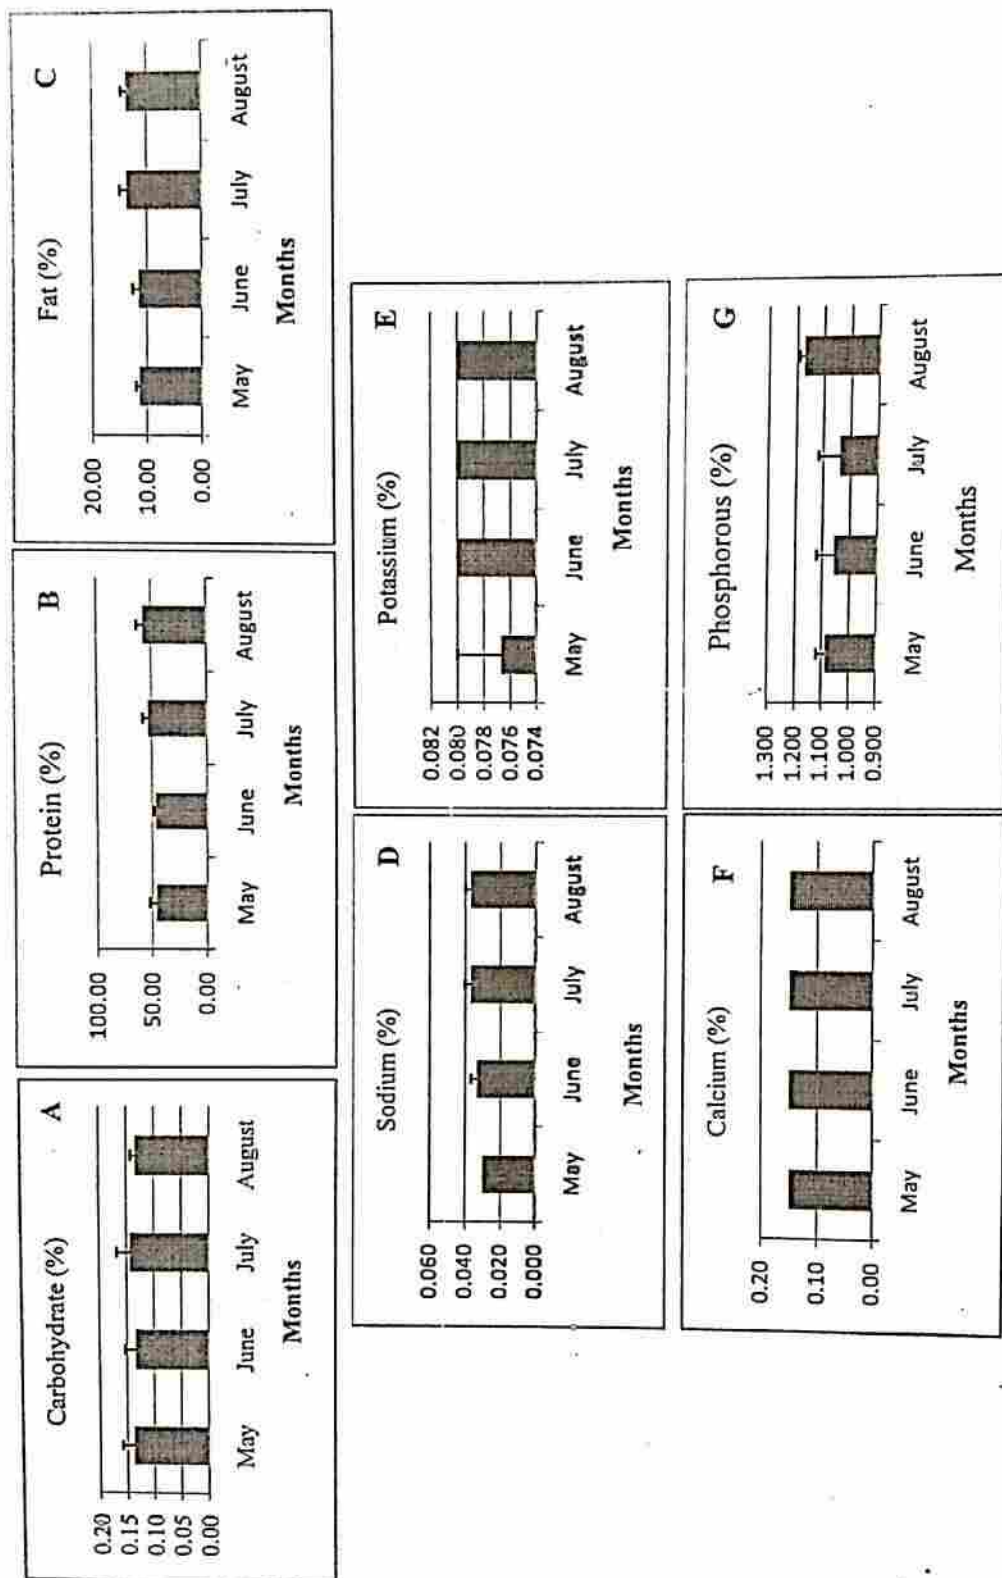 Carbohydrate (%)
A
0.20
0.15
0.10
0.05
0.00
May June July August
Months
Protein (%)
B
100.00
50.00
0.00
May June July August
Months
Fat (%)
C
20.00
10.00
0.00
May June July August
Months
Sodium (%)
D
0.060
0.040
0.020
0.000
May June July August
Months
Potassium (%)
E
0.082
0.080
0.078
0.076
0.074
May June July August
Months
Calcium (%)
F
0.20
0.10
0.00
May June July August
Months
Phosphorous (%)
G
1.300
1.200
1.100
1.000
0.900
May June July August
Months